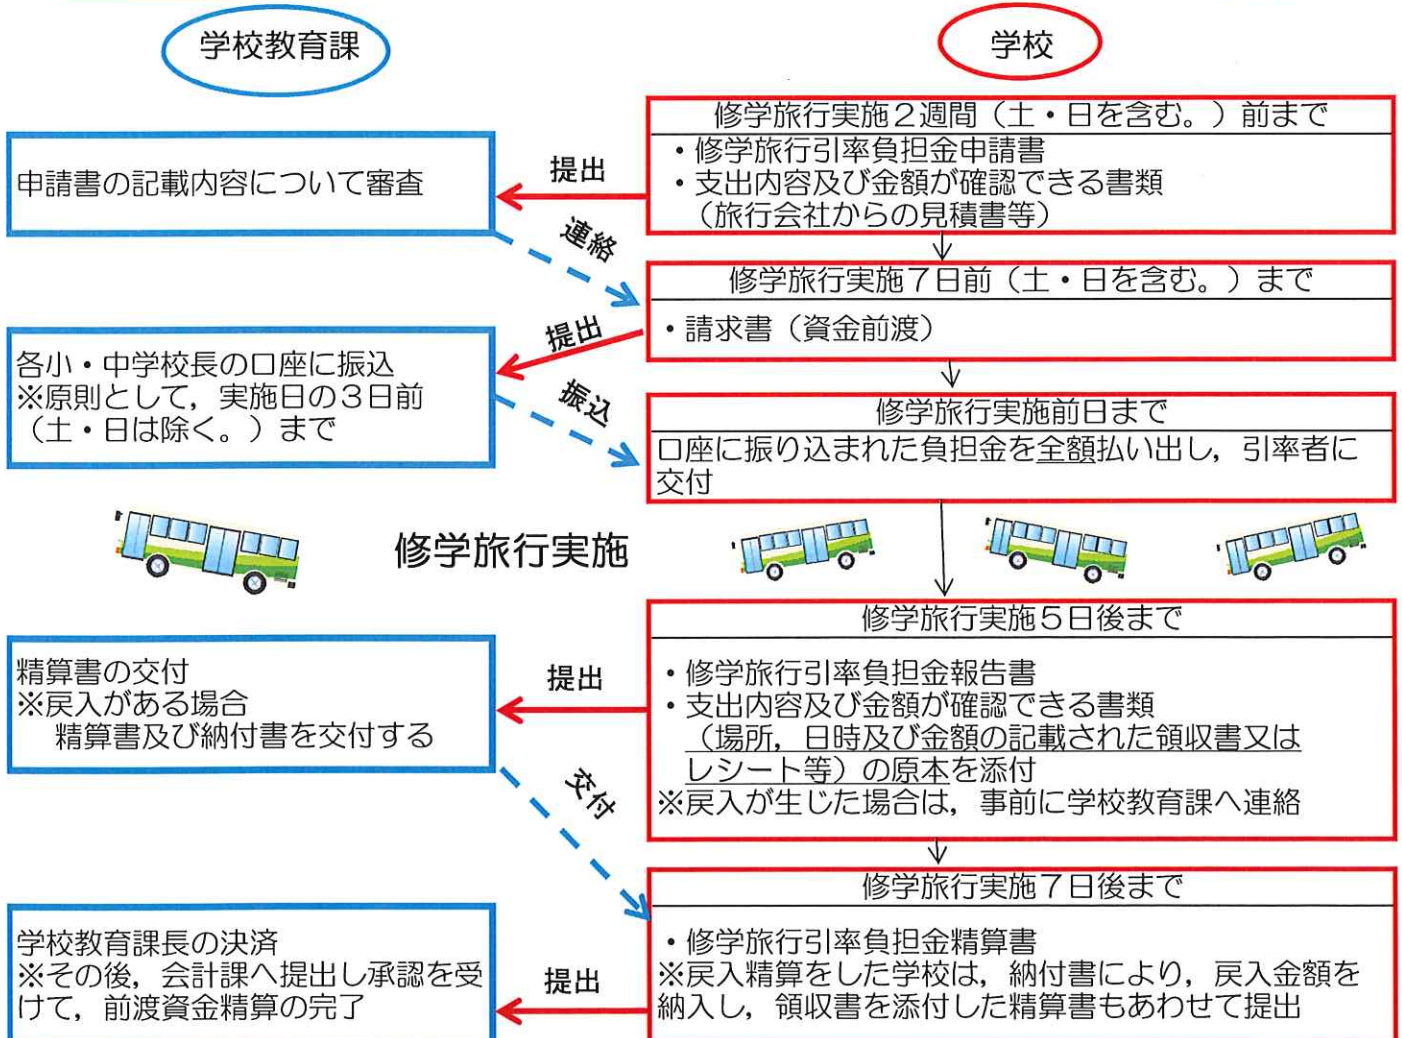 学校教育課
学校
修学旅行実施２週間（土・日を含む。）前まで
・修学旅行引率負担金申請書
・支出内容及び金額が確認できる書類
（旅行会社からの見積書等）
提出
申請書の記載内容について審査
連絡
修学旅行実施７日前（土・日を含む。）まで
・請求書（資金前渡）
提出
各小・中学校長の口座に振込
※原則として，実施日の３日前
（土・日は除く。）まで
振込
修学旅行実施前日まで
口座に振り込まれた負担金を全額払い出し，引率者に
交付
修学旅行実施
修学旅行実施５日後まで
・修学旅行引率負担金報告書
・支出内容及び金額が確認できる書類
（場所，日時及び金額の記載された領収書又は
レシート等）の原本を添付
※戻入が生じた場合は，事前に学校教育課へ連絡
提出
精算書の交付
※戻入がある場合
精算書及び納付書を交付する
交付
修学旅行実施７日後まで
・修学旅行引率負担金精算書
※戻入精算をした学校は，納付書により，戻入金額を
納入し，領収書を添付した精算書もあわせて提出
提出
学校教育課長の決済
※その後，会計課へ提出し承認を受
けて，前渡資金精算の完了